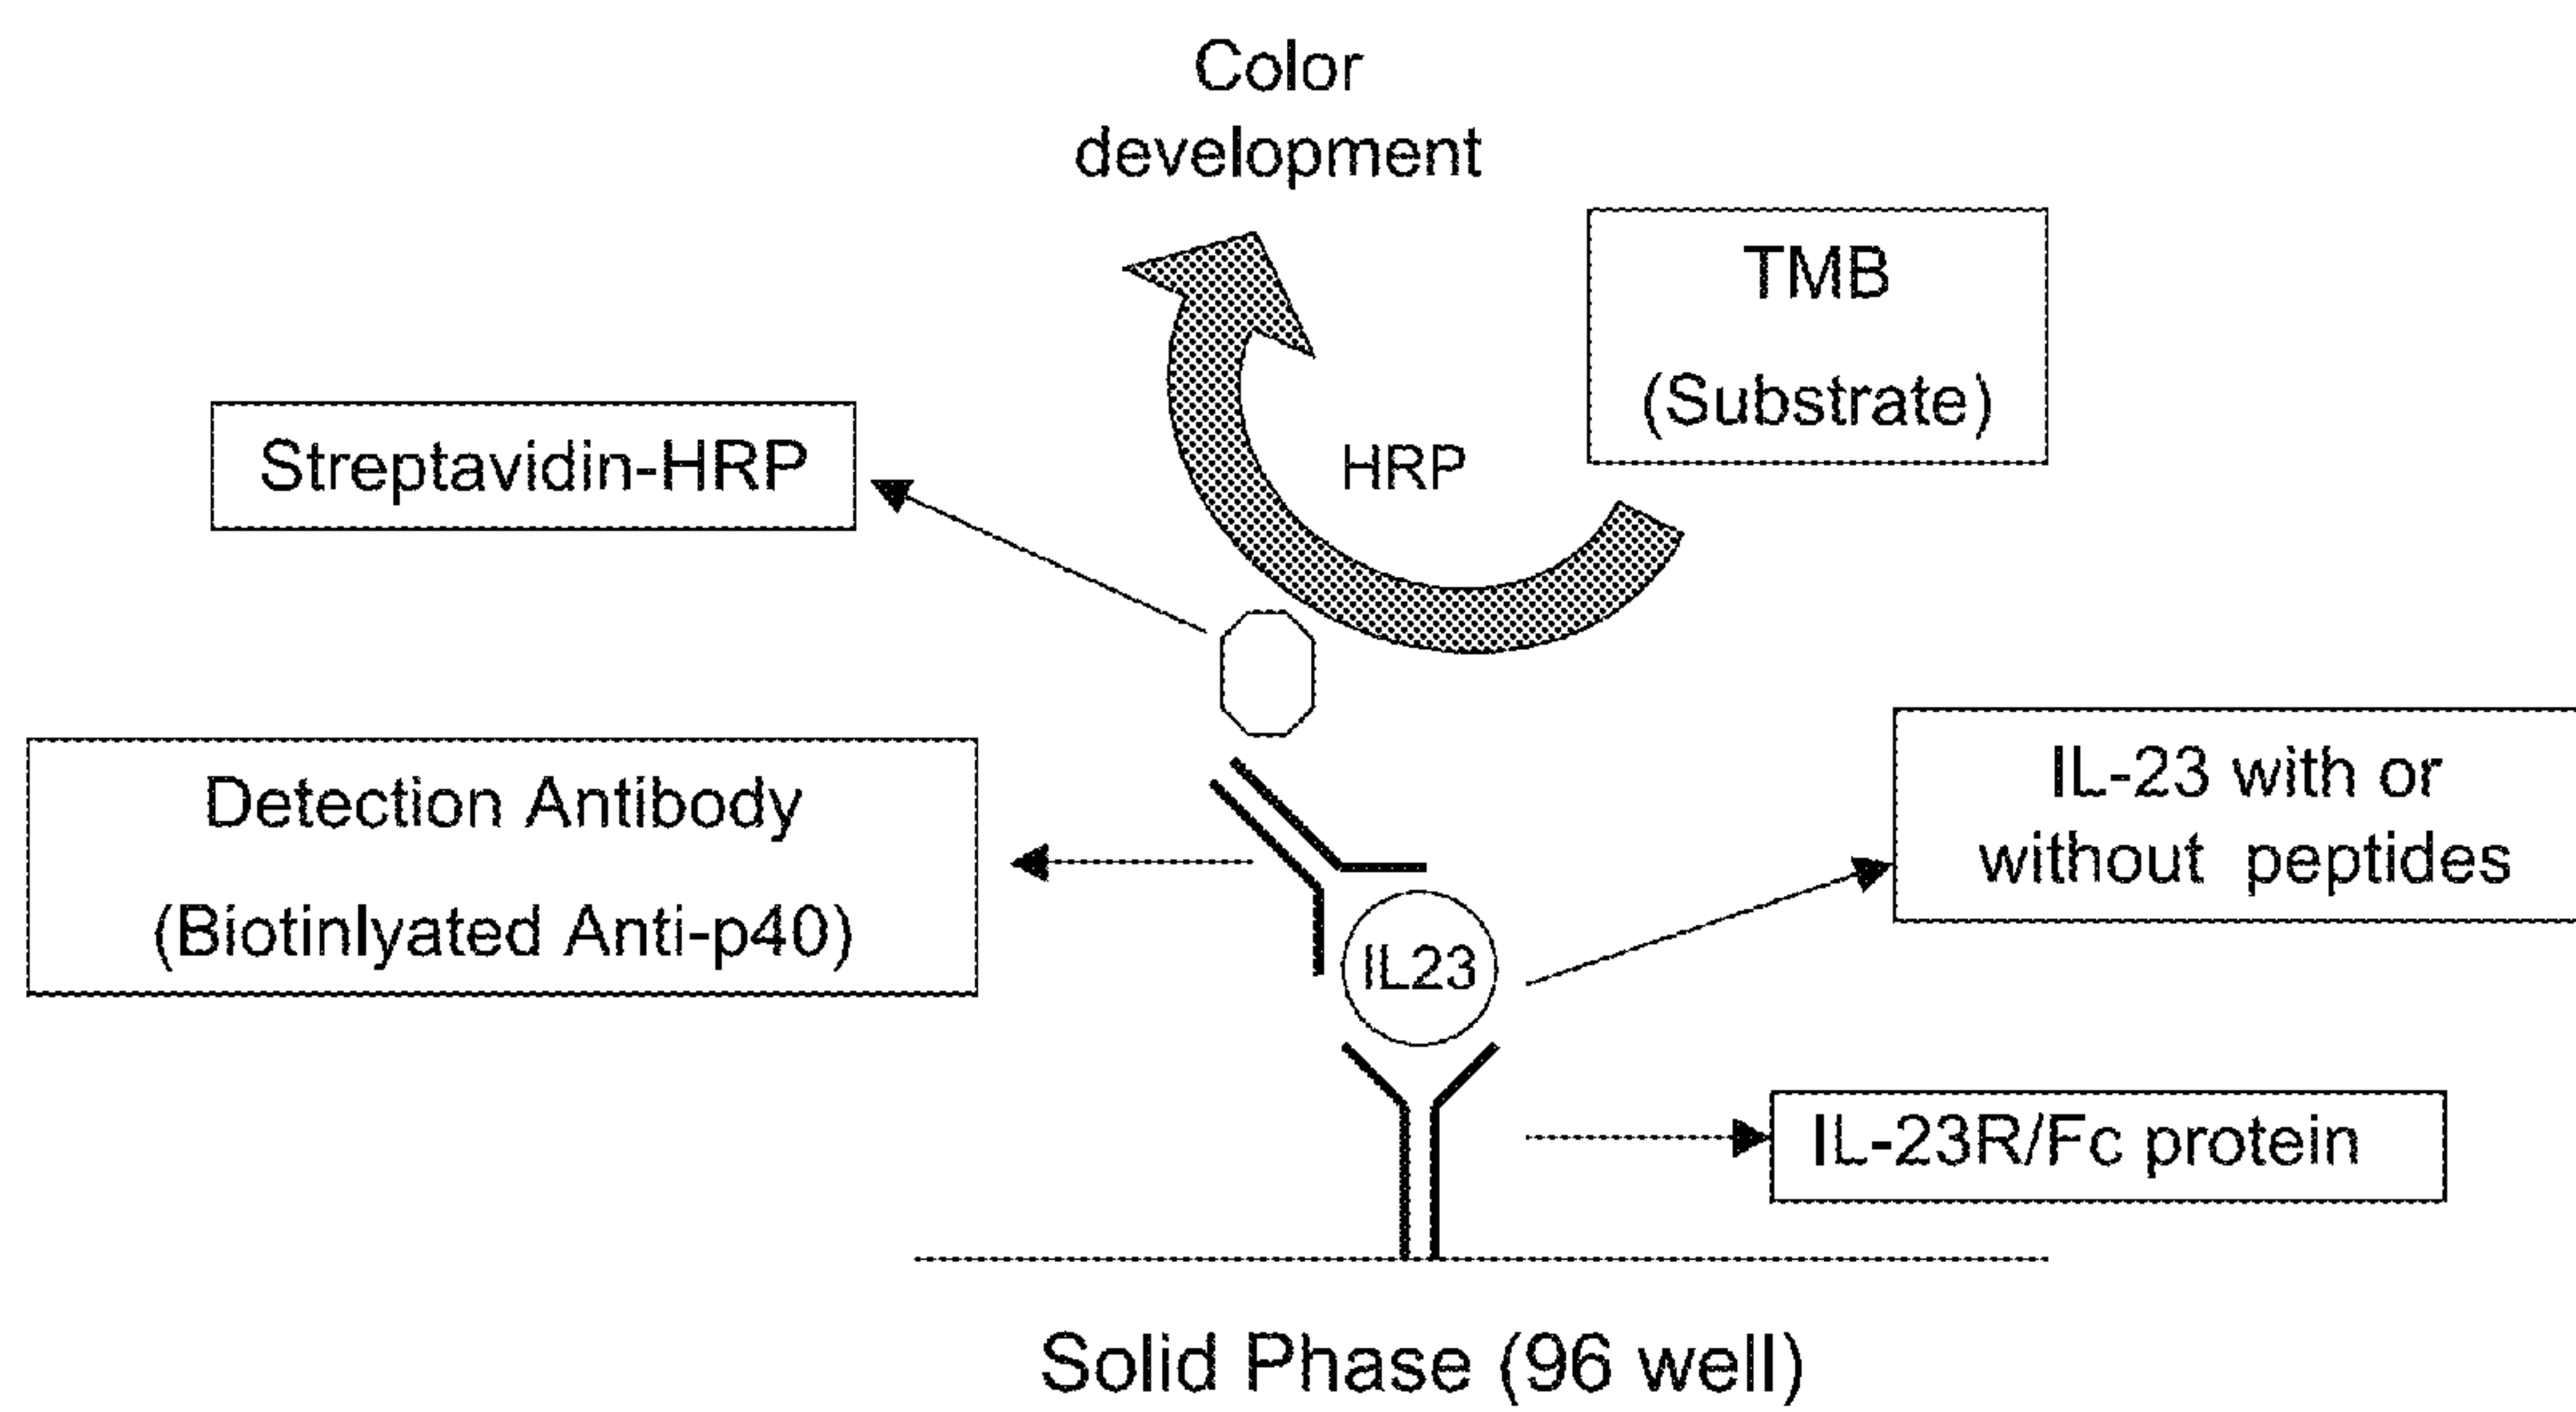 Color
development
TMB
(Substrate)
HRP
Streptavidin-HRP
Detection Antibody
(Biotinlyated Anti-p40)
IL-23 with or
without peptides
IL23
IL-23R/Fc protein
Solid Phase (96 well)